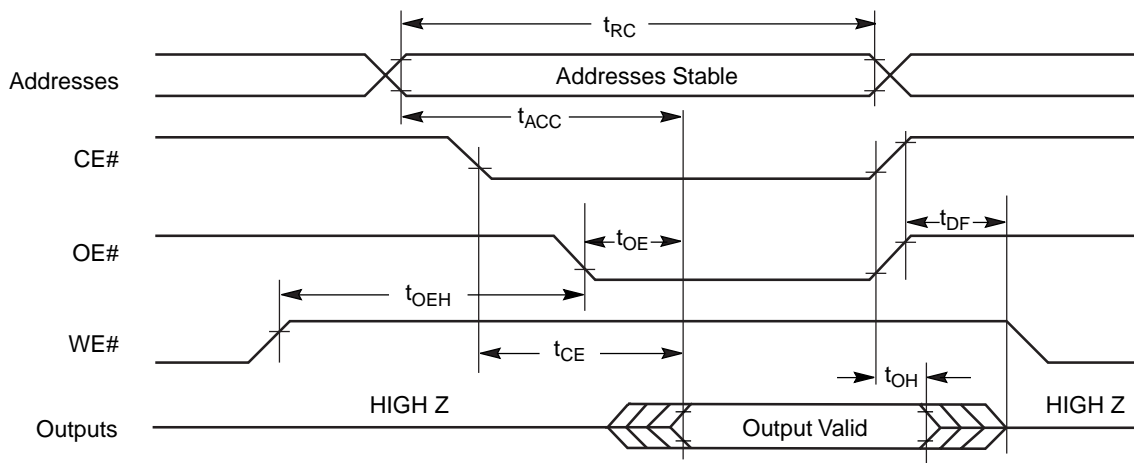 tRC
Addresses
Addresses Stable
tACC
CE#
tDF
OE#
tOE
tOEH
WE#
tCE
tOH
HIGH Z
HIGH Z
Outputs
Output Valid